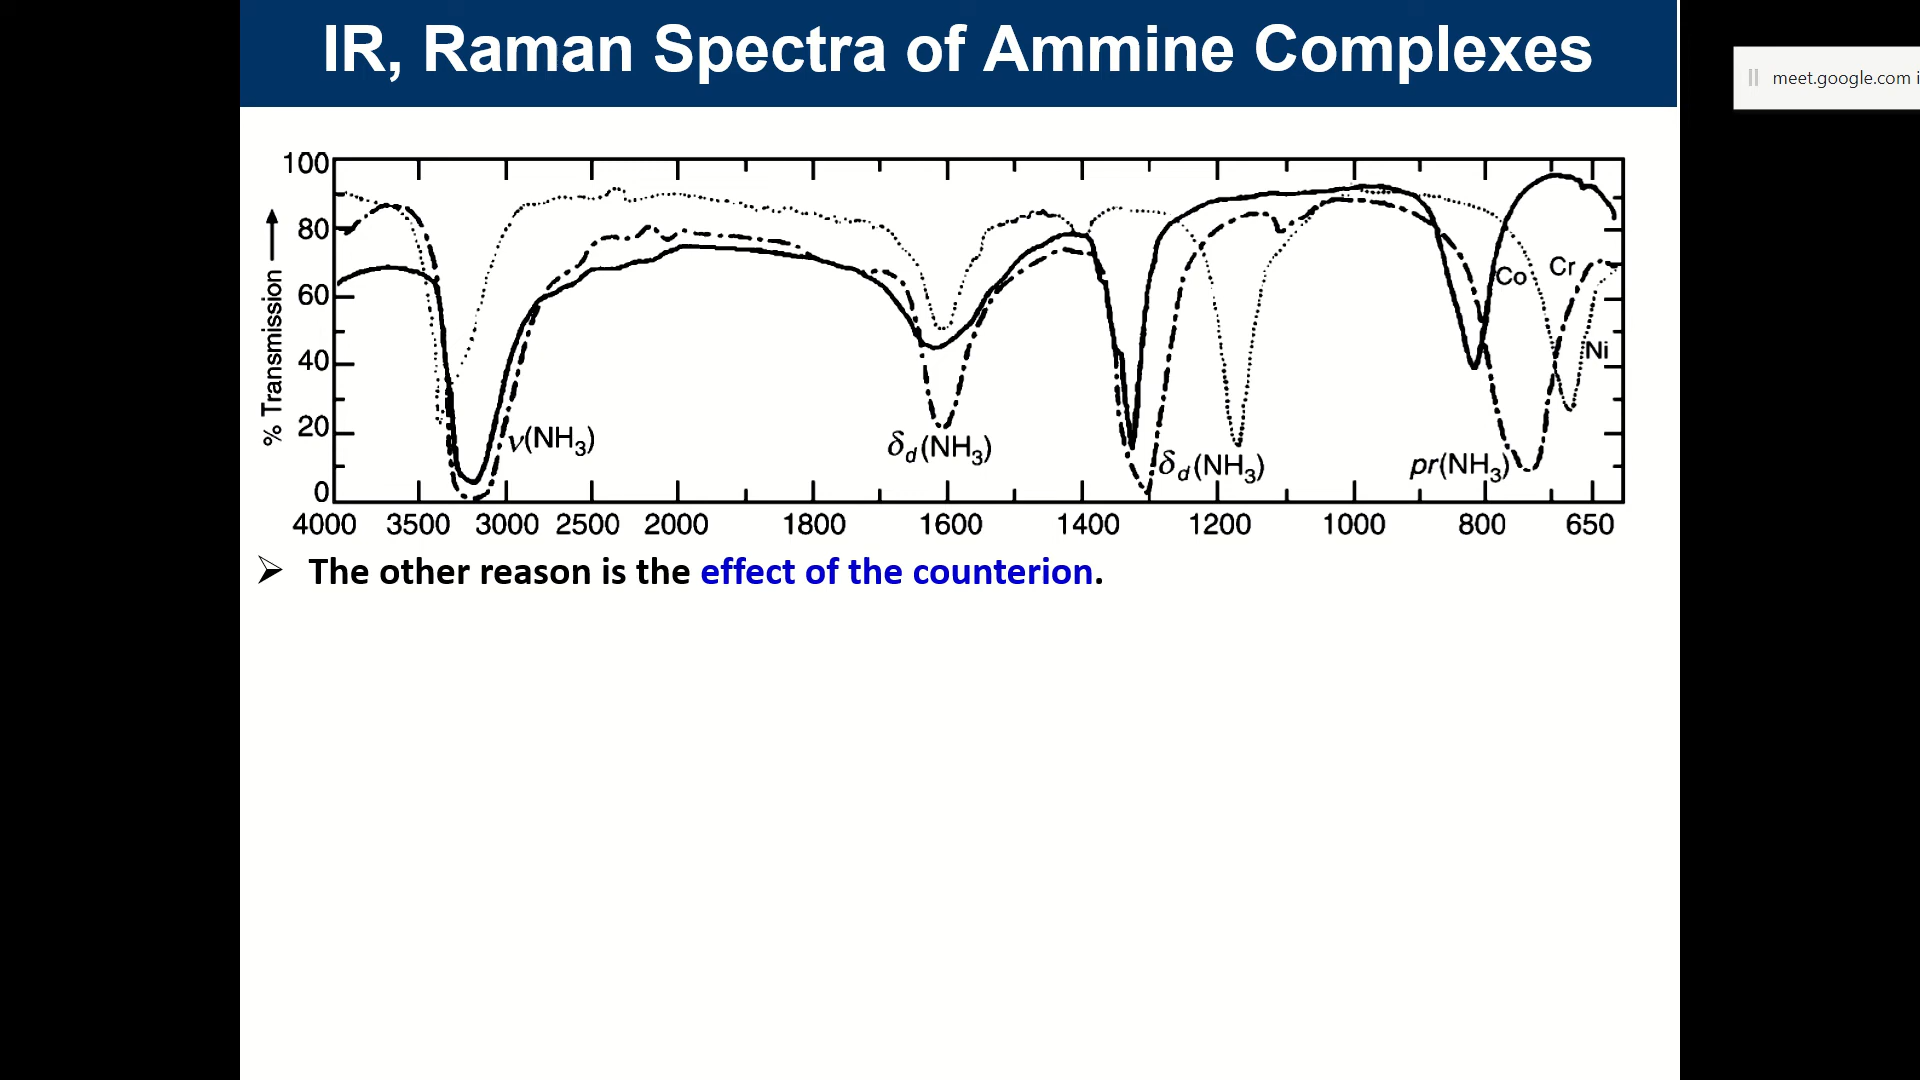 IR, Raman Spectra of Ammine Complexes
meet.google.com i
100
80
60
40
20
0
% Transmission
Co
Cr
Ni
ν(NH3)
δd(NH3)
δd(NH3)
pr(NH3)
4000 3500 3000 2500 2000 1800 1600 1400 1200 1000 800 650
➢ The other reason is the effect of the counterion.